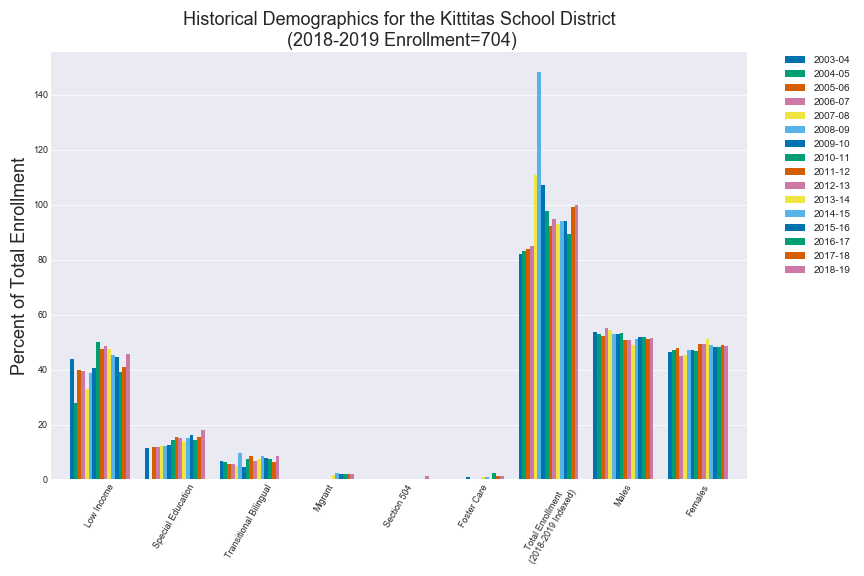 Historical Demographics for the Kittitas School District
(2018-2019 Enrollment=704)
Percent of Total Enrollment
140
120
100
80
60
40
20
0
Low Income
Special Education
Transitional Bilingual
Migrant
Section 504
Foster Care
Total Enrollment
(2018-2019 Indexed)
Males
Females
2003-04
2004-05
2005-06
2006-07
2007-08
2008-09
2009-10
2010-11
2011-12
2012-13
2013-14
2014-15
2015-16
2016-17
2017-18
2018-19